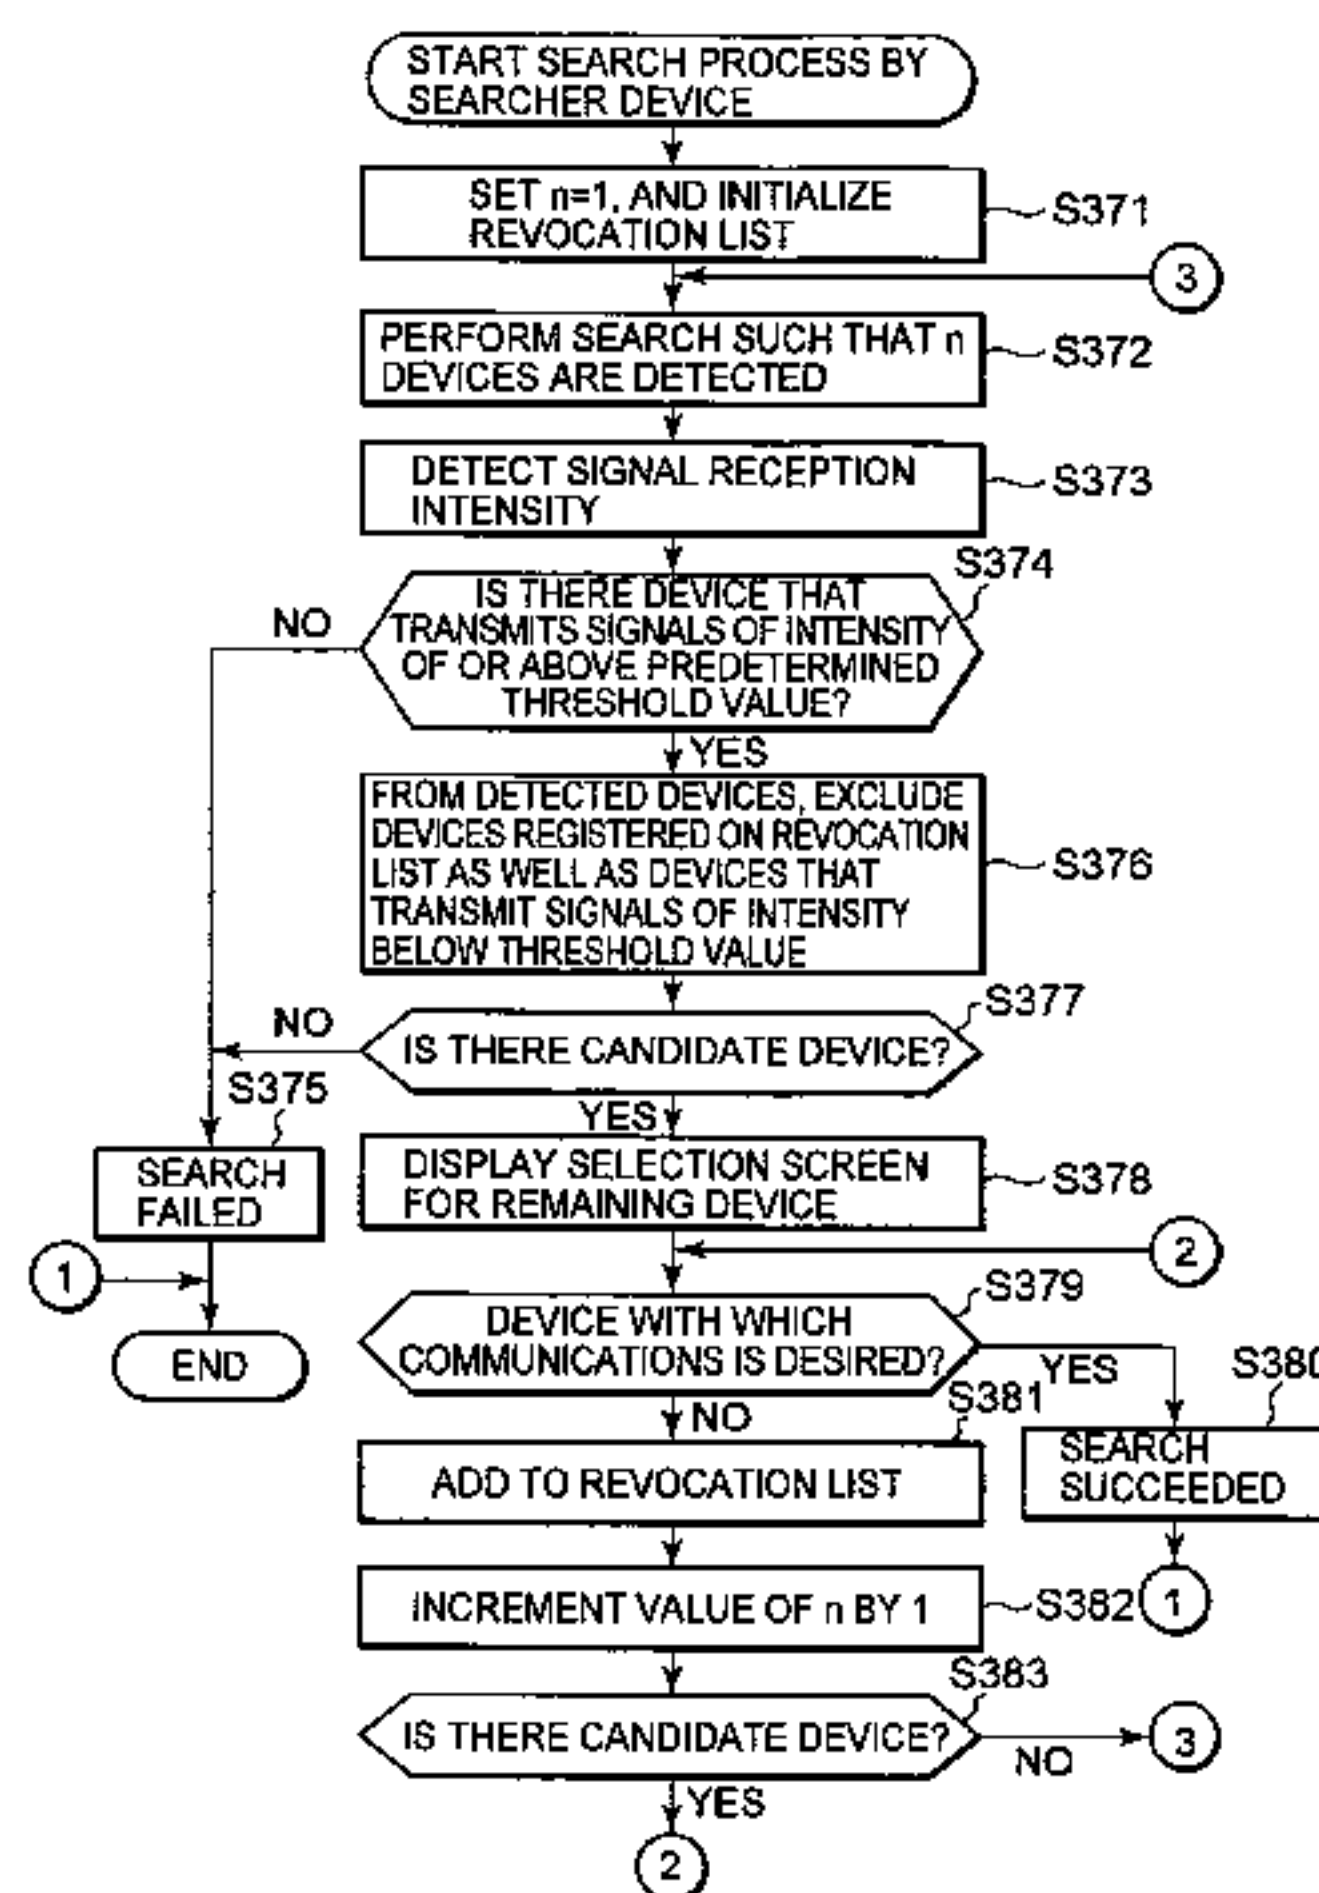 START SEARCH PROCESS BY
SEARCHER DEVICE
SET n=1, AND INITIALIZE
REVOCATION LIST
S371
3
PERFORM SEARCH SUCH THAT n
DEVICES ARE DETECTED
S372
DETECT SIGNAL RECEPTION
INTENSITY
S373
S374
IS THERE DEVICE THAT
TRANSMITS SIGNALS OF INTENSITY
OF OR ABOVE PREDETERMINED
THRESHOLD VALUE?
NO
YES
FROM DETECTED DEVICES, EXCLUDE
DEVICES REGISTERED ON REVOCATION
LIST AS WELL AS DEVICES THAT
TRANSMIT SIGNALS OF INTENSITY
BELOW THRESHOLD VALUE
S376
S377
NO
IS THERE CANDIDATE DEVICE?
S375
YES
SEARCH
FAILED
DISPLAY SELECTION SCREEN
FOR REMAINING DEVICE
S378
2
1
S379
END
DEVICE WITH WHICH
COMMUNICATIONS IS DESIRED?
YES
S380
NO
S381
SEARCH
SUCCEEDED
ADD TO REVOCATION LIST
INCREMENT VALUE OF n BY 1
S382
1
S383
IS THERE CANDIDATE DEVICE?
NO
3
YES
2